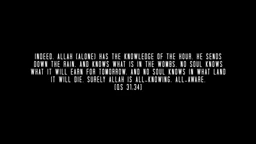 INDEED, ALLAH (ALONE) HAS THE KNOWLEDGE OF THE HOUR. HE SENDS
DOWN THE RAIN, AND KNOWS WHAT IS IN THE WOMBS. NO SOUL KNOWS
WHAT IT WILL EARN FOR TOMORROW, AND NO SOUL KNOWS IN WHAT LAND
IT WILL DIE. SURELY ALLAH IS ALL-KNOWING, ALL-AWARE.
(QS 31:34)